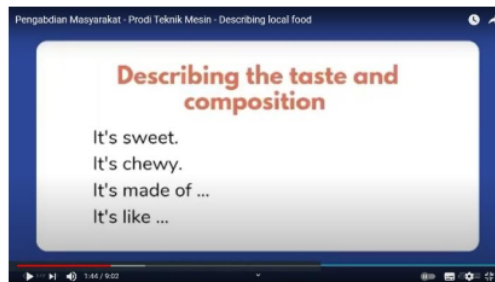 Pengabdian Masyarakat - Prodi Teknik Mesin - Describing local food
Describing the taste and
composition
It's sweet.
It's chewy.
It's made of ...
It's like ...
1:44 / 9:02